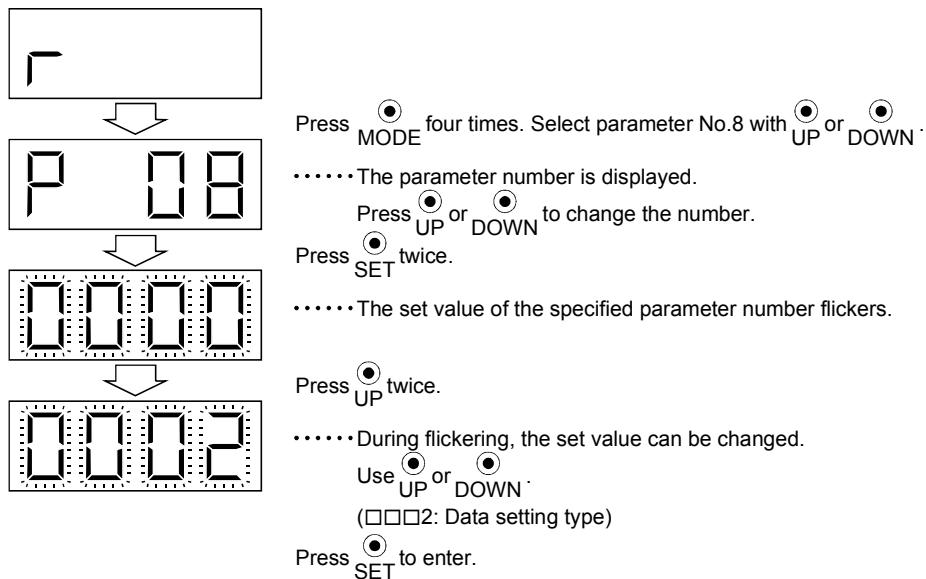 r
Press MODE four times. Select parameter No.8 with UP or DOWN .
P 08
······The parameter number is displayed.
Press UP or DOWN to change the number.
Press SET twice.
0000
······The set value of the specified parameter number flickers.
Press UP twice.
0002
······During flickering, the set value can be changed.
Use UP or DOWN .
(□□□2: Data setting type)
Press SET to enter.